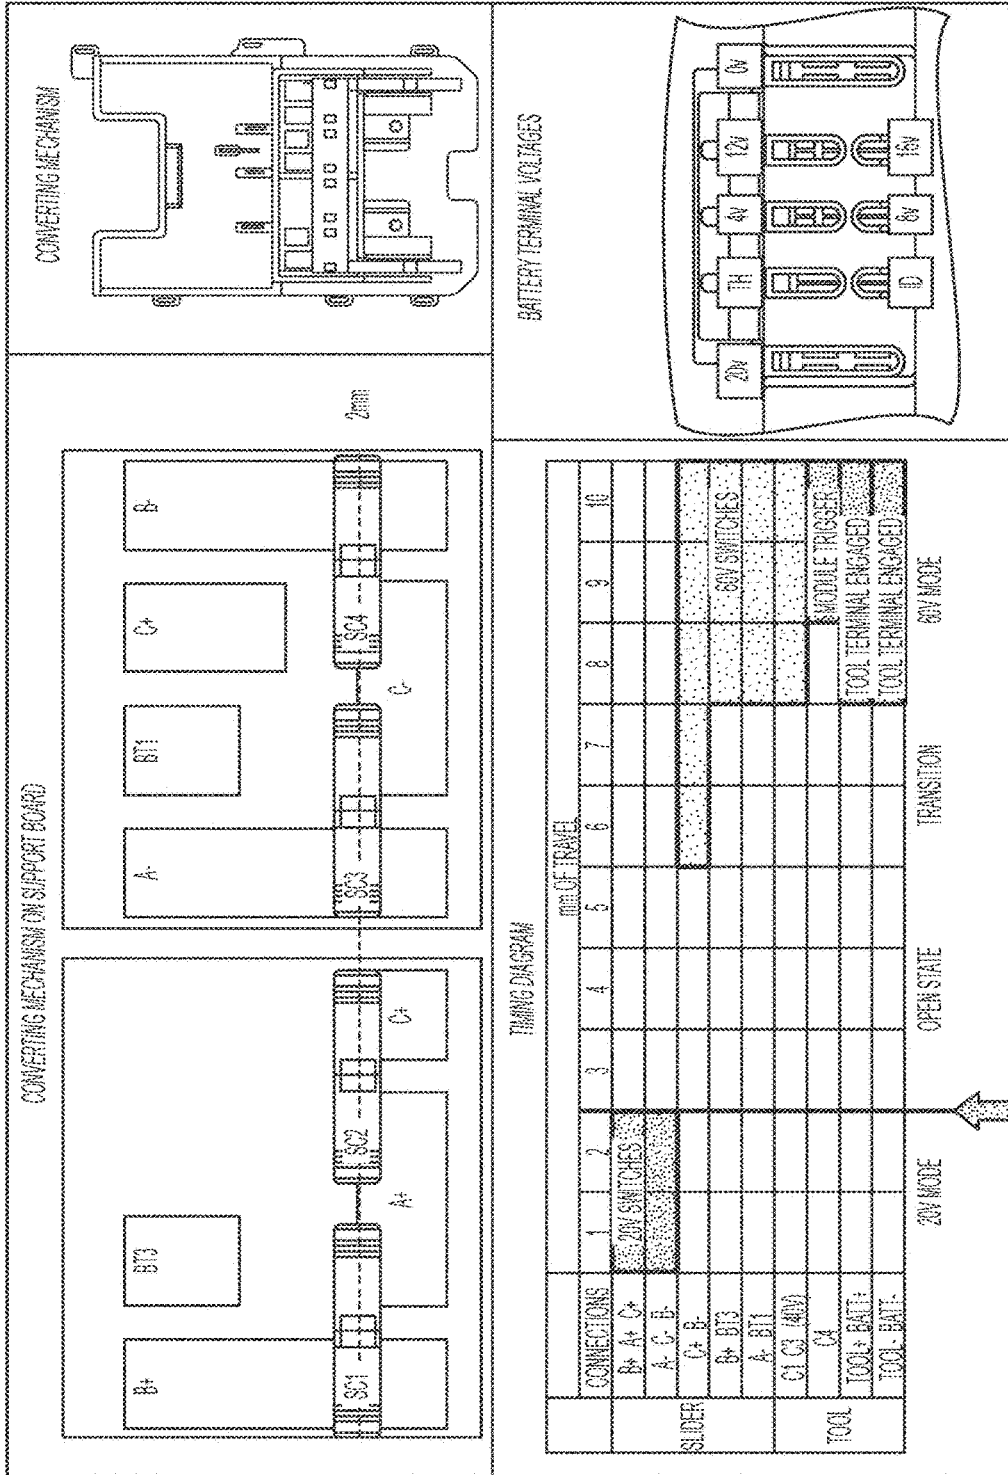 CONVERTING MECHANISM ON SUPPORT BOARD
B+
BT3
A+
C+
SC1
SC2
A-
BT1
C+
B-
C-
SC3
SC4
2mm
CONVERTING MECHANISM
TIMING DIAGRAM
mm OF TRAVEL
CONNECTIONS 1 2 3 4 5 6 7 8 9 10
SLIDER
B+ A+ C+ 20V SWITCHES
A- C- B-
C+ B-
B+ BT3 60V SWITCHES
A- BT1
TOOL
C1 C3 (40V)
C4 MODULE TRIGGER
TOOL+ BATT+ TOOL TERMINAL ENGAGED
TOOL- BATT- TOOL TERMINAL ENGAGED
20V MODE
OPEN STATE
TRANSITION
60V MODE
BATTERY TERMINAL VOLTAGES
20v
TH
4v
12v
0v
ID
8v
16v